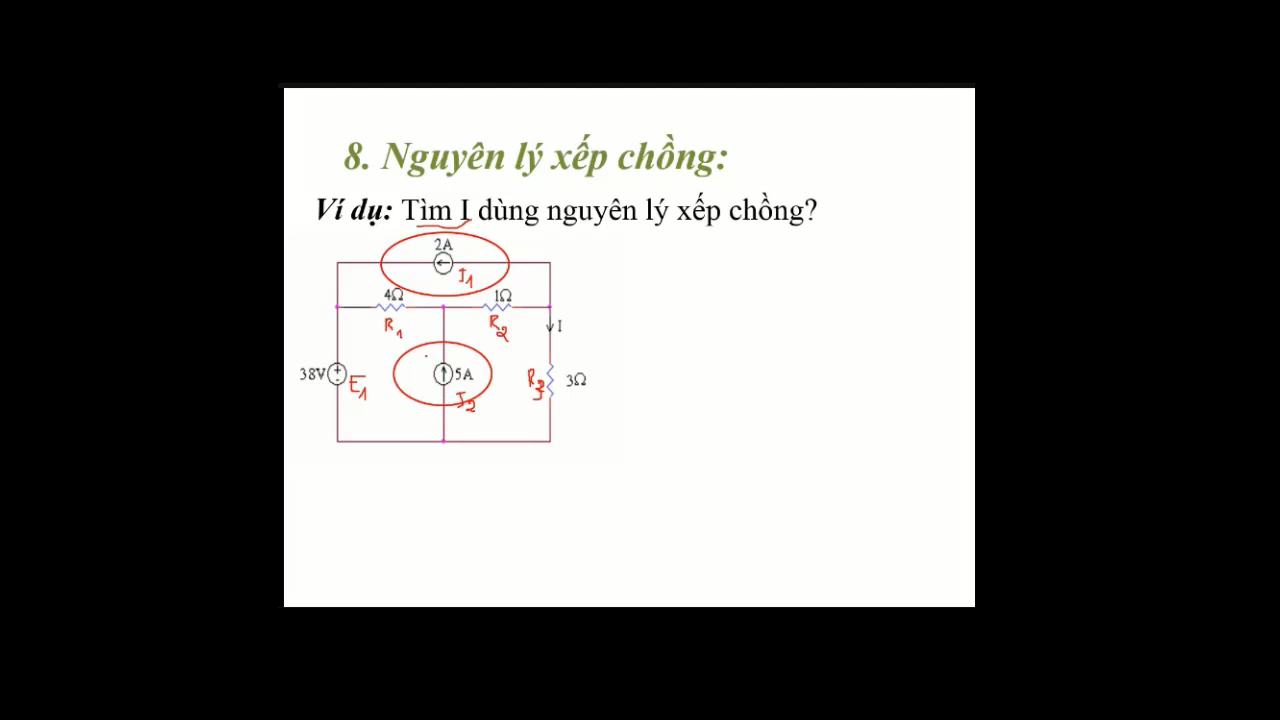 8. Nguyên lý xếp chồng:
Ví dụ: Tìm I dùng nguyên lý xếp chồng?
2A
J1
4Ω 1Ω
R1 R2
I
38V E1 5A R3 3Ω
J2